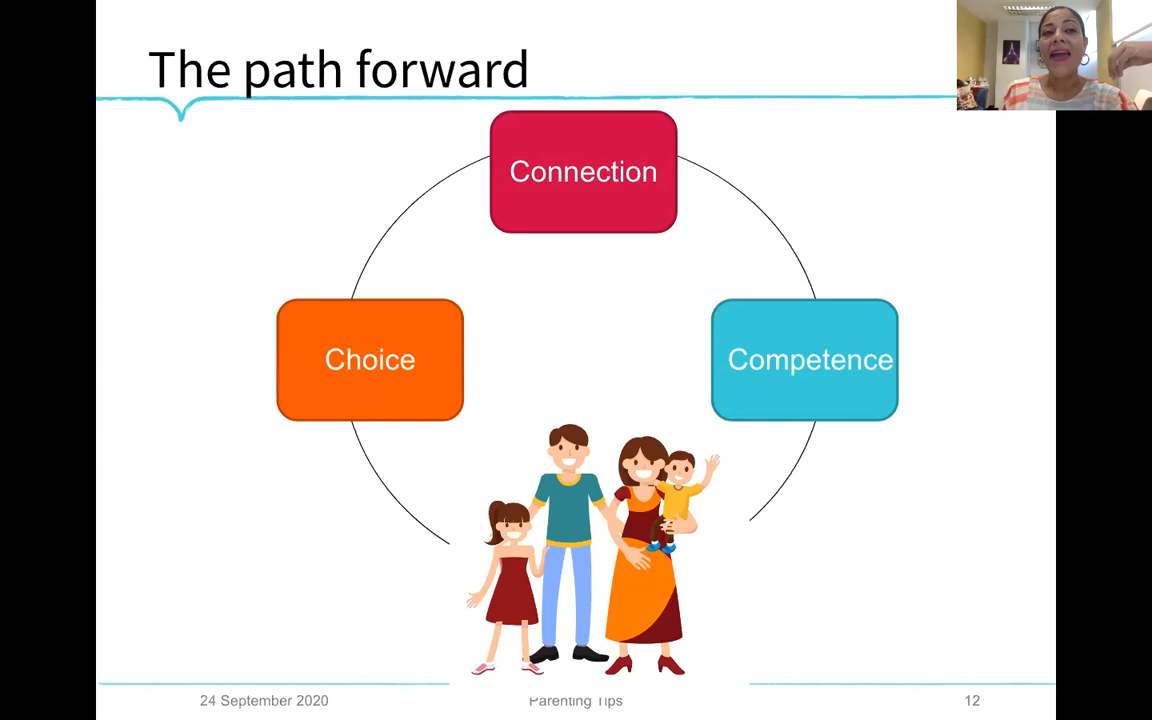 The path forward
Connection
Choice
Competence
24 September 2020
Parenting Tips
12